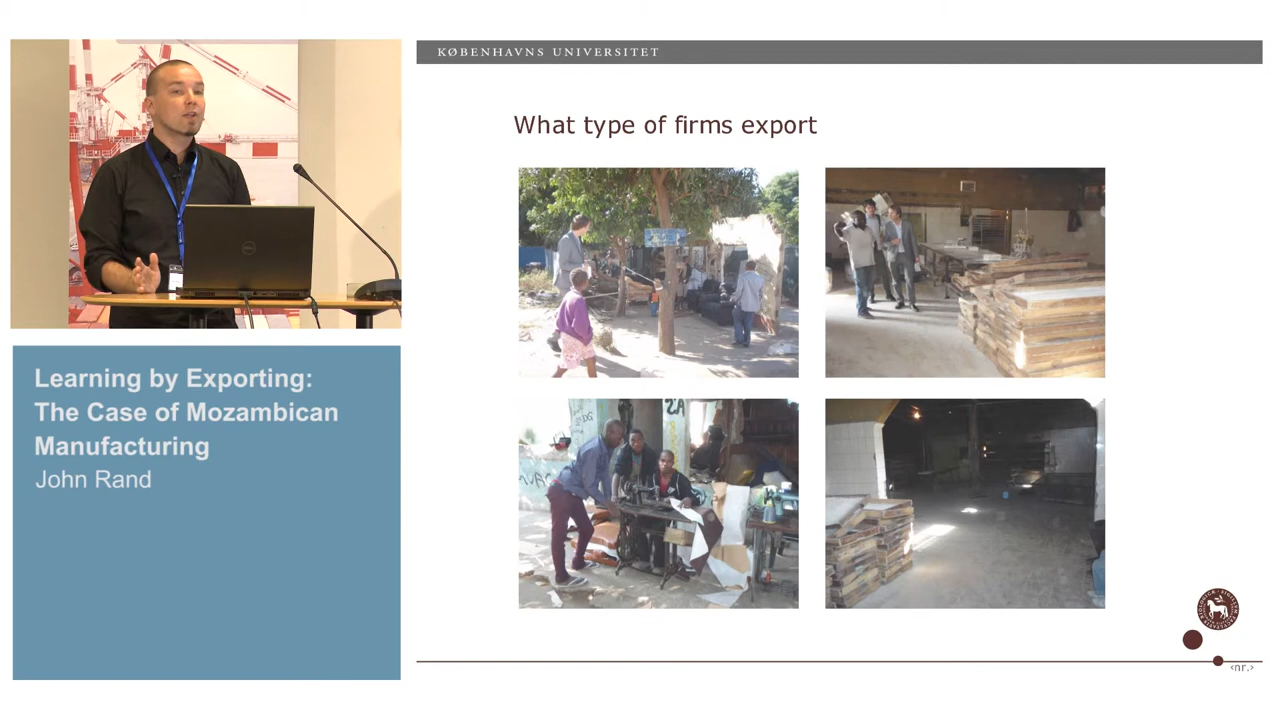 KØBENHAVNS UNIVERSITET
What type of firms export
Learning by Exporting:
The Case of Mozambican
Manufacturing
John Rand
‹nr.›